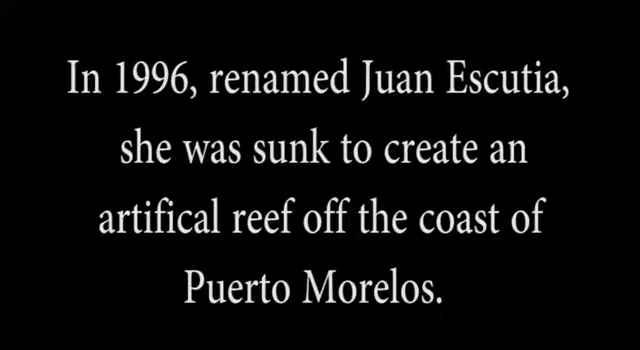 In 1996, renamed Juan Escutia,
she was sunk to create an
artifical reef off the coast of
Puerto Morelos.